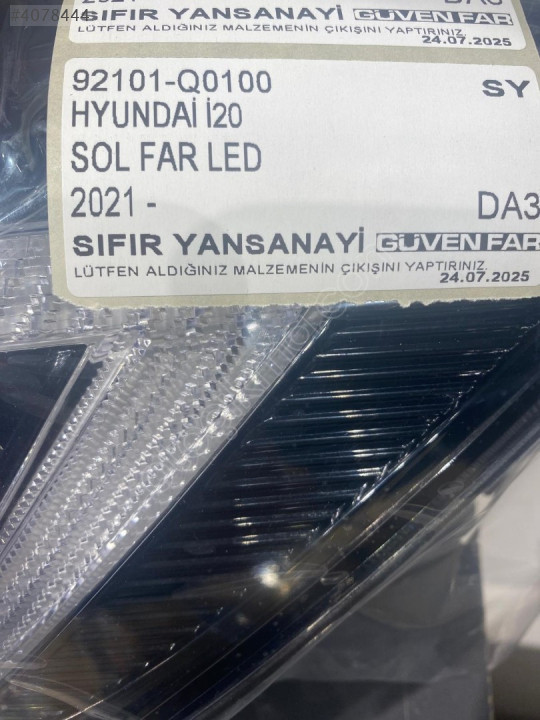 #4078444
SIFIR YANSANAYİ GÜVEN FAR
LÜTFEN ALDIĞINIZ MALZEMENİN ÇIKIŞINI YAPTIRINIZ.
24.07.2025
92101-Q0100
SY
HYUNDAİ İ20
SOL FAR LED
2021 -
DA3
SIFIR YANSANAYİ GÜVEN FAR
LÜTFEN ALDIĞINIZ MALZEMENİN ÇIKIŞINI YAPTIRINIZ.
24.07.2025